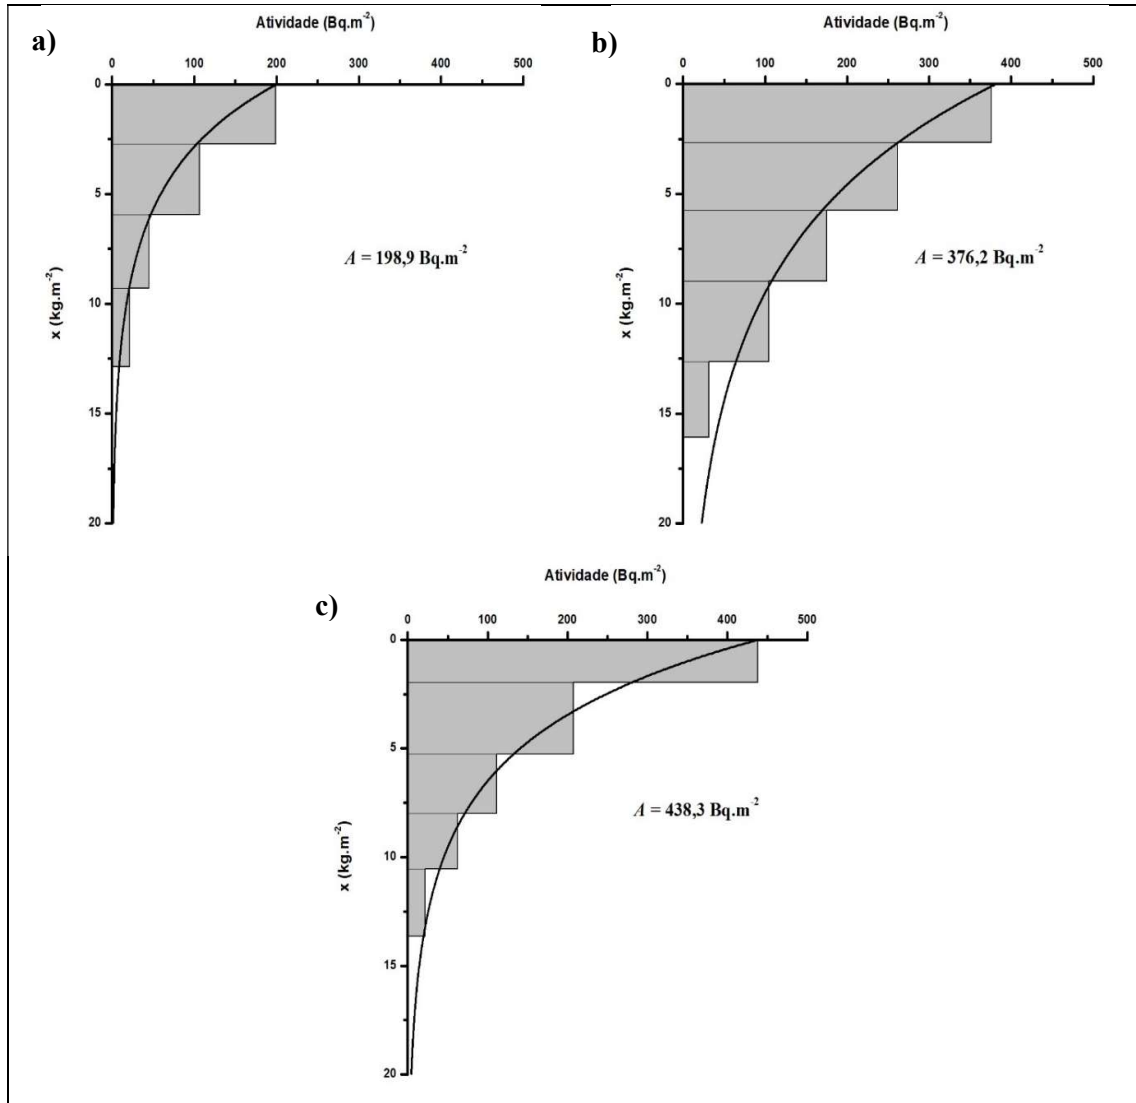 a)
Atividade (Bq.m-2)
0 100 200 300 400 500
0
5
10
15
20
x (kg.m-2)
A = 198,9 Bq.m-2
b)
Atividade (Bq.m-2)
0 100 200 300 400 500
0
5
10
15
20
x (kg.m-2)
A = 376,2 Bq.m-2
c)
Atividade (Bq.m-2)
0 100 200 300 400 500
0
5
10
15
20
x (kg.m-2)
A = 438,3 Bq.m-2